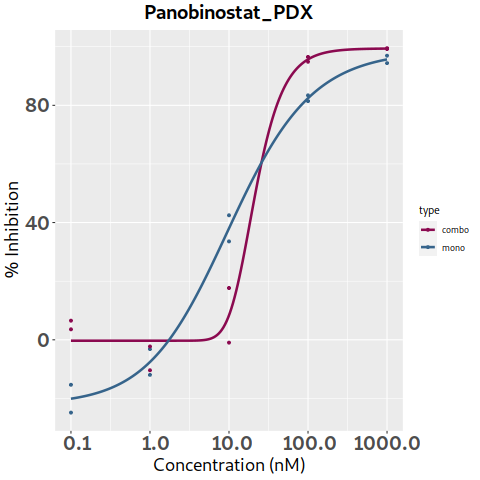 Panobinostat_PDX
% Inhibition
80
40
0
0.1 1.0 10.0 100.0 1000.0
Concentration (nM)
type
combo
mono